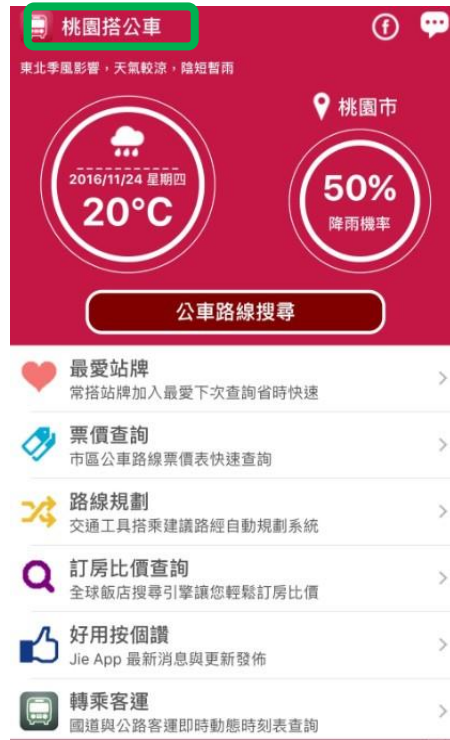 桃園搭公車
東北季風影響，天氣較涼，陰短暫雨
桃園市
2016/11/24 星期四
20°C
50%
降雨機率
公車路線搜尋
最愛站牌
常搭站牌加入最愛下次查詢省時快速
票價查詢
市區公車路線票價表快速查詢
路線規劃
交通工具搭乘建議路經自動規劃系統
訂房比價查詢
全球飯店搜尋引擎讓您輕鬆訂房比價
好用按個讚
Jie App 最新消息與更新發佈
轉乘客運
國道與公路客運即時動態時刻表查詢